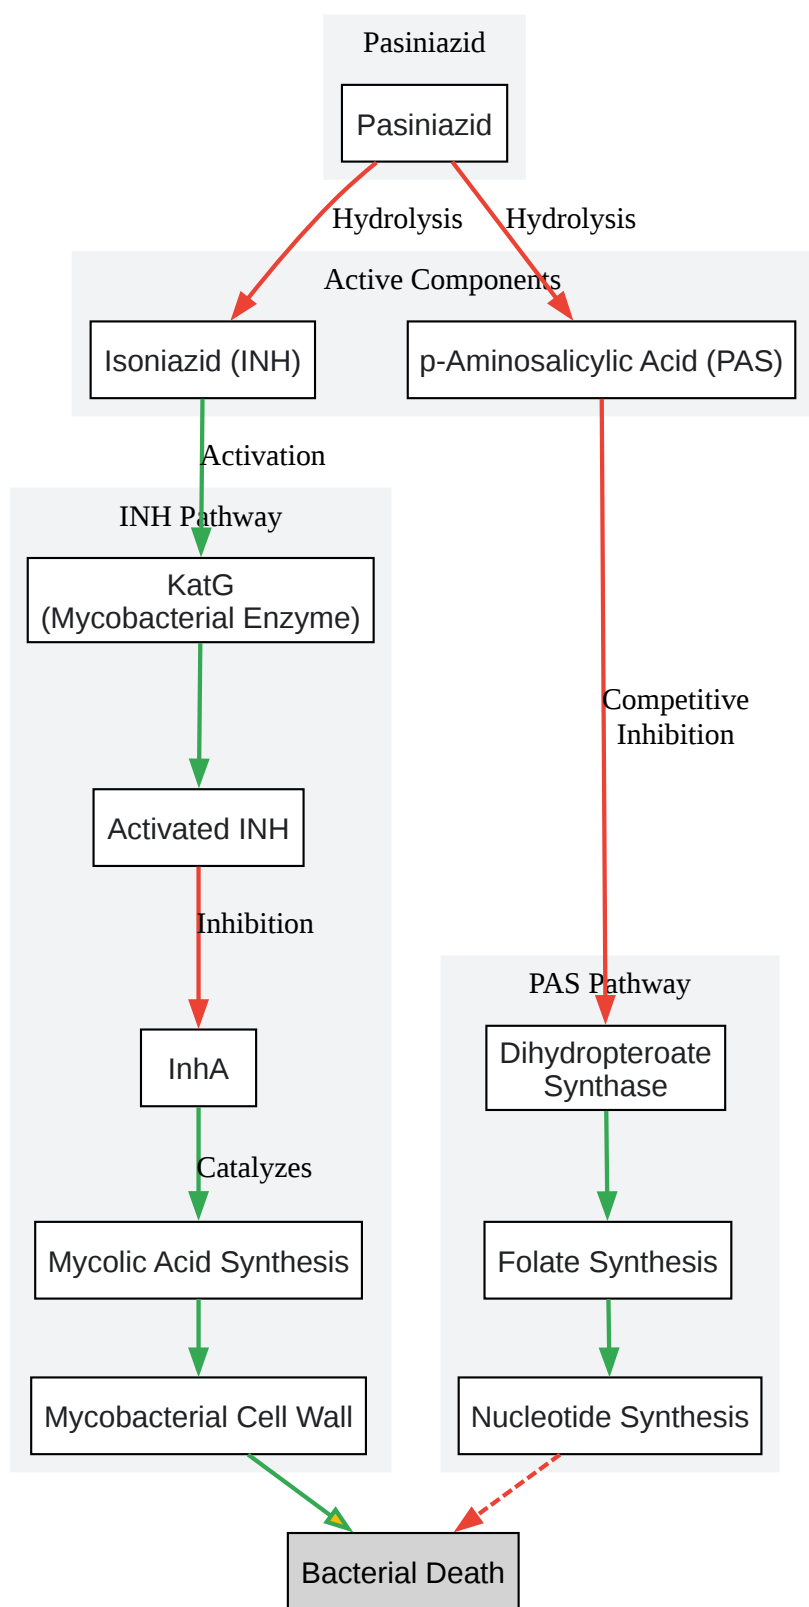 Pasiniazid
Pasiniazid
Hydrolysis
Hydrolysis
Active Components
Isoniazid (INH)
p-Aminosalicylic Acid (PAS)
Activation
INH Pathway
KatG
(Mycobacterial Enzyme)
Competitive
Inhibition
Activated INH
Inhibition
PAS Pathway
InhA
Dihydropteroate
Synthase
Catalyzes
Mycolic Acid Synthesis
Folate Synthesis
Mycobacterial Cell Wall
Nucleotide Synthesis
Bacterial Death